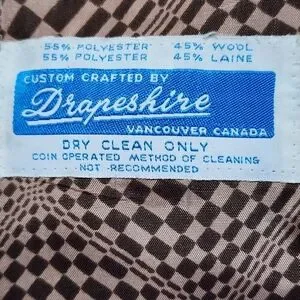 55% POLYESTER 45% WOOL
55% POLYESTER 45% LAINE
CUSTOM CRAFTED BY
Drapeshire
VANCOUVER CANADA
DRY CLEAN ONLY
COIN OPERATED METHOD OF CLEANING
NOT RECOMMENDED